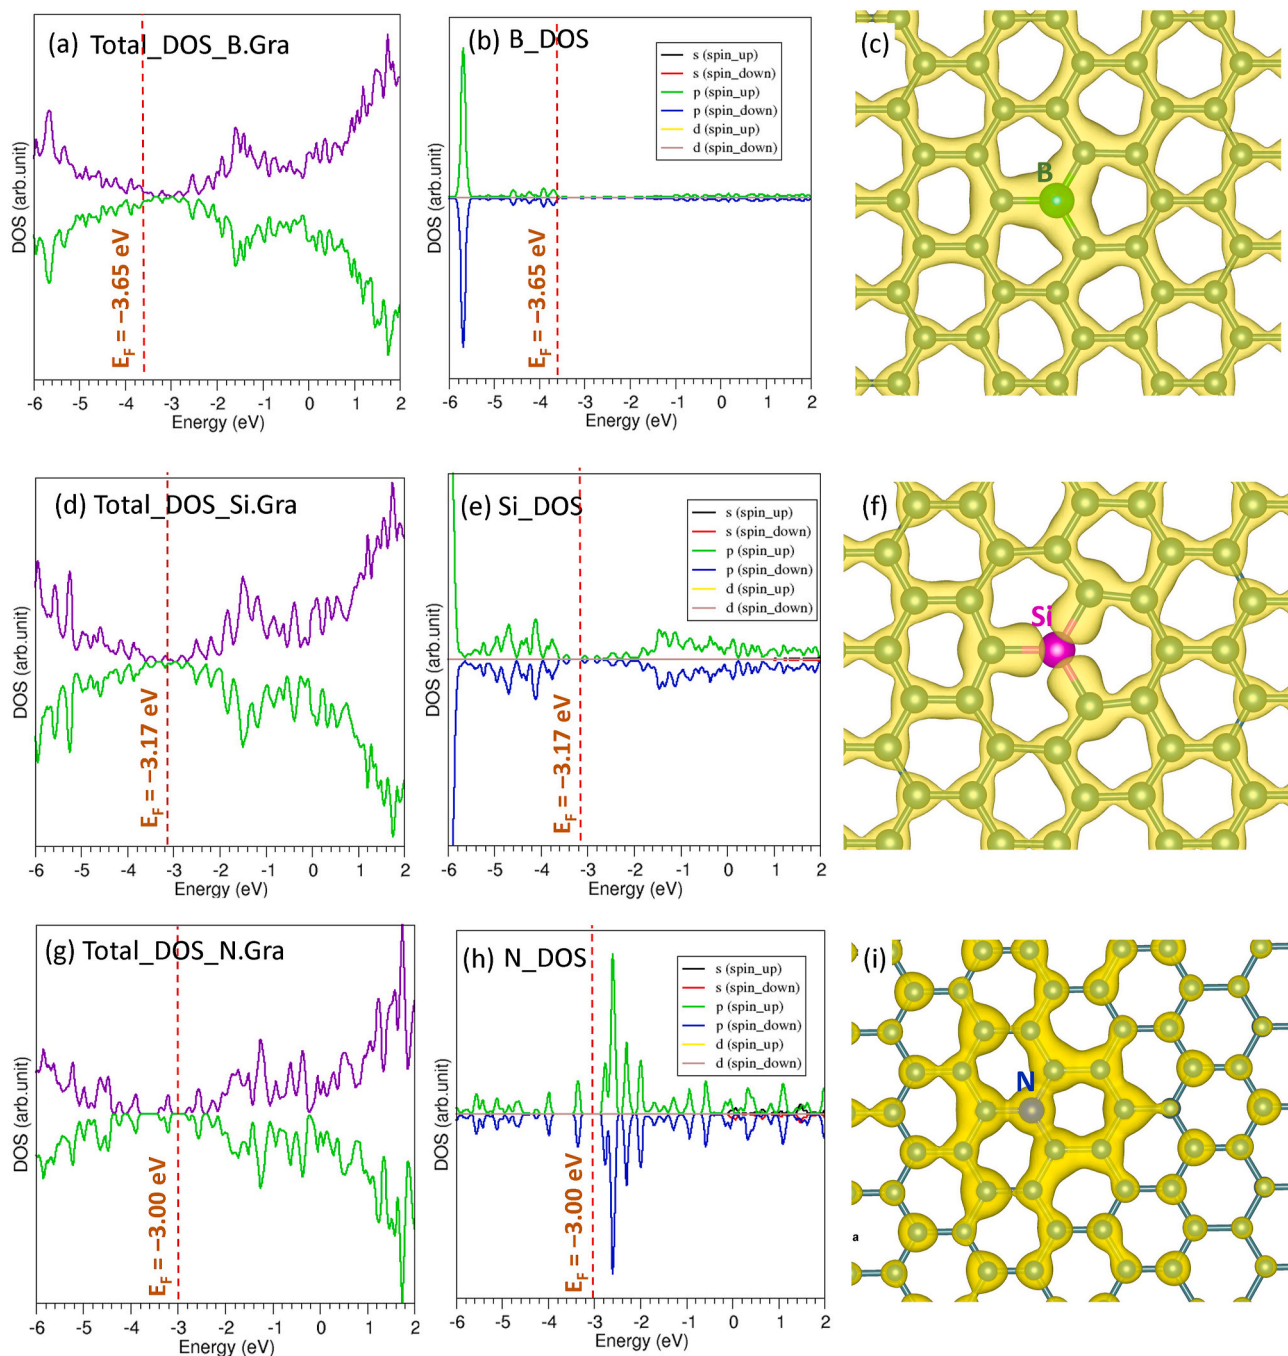 (a) Total_DOS_B.Gra
DOS (arb.unit)
E_F = −3.65 eV
-6 -5 -4 -3 -2 -1 0 1 2
Energy (eV)
(b) B_DOS
s (spin_up)
s (spin_down)
p (spin_up)
p (spin_down)
d (spin_up)
d (spin_down)
DOS (arb.unit)
E_F = −3.65 eV
-6 -5 -4 -3 -2 -1 0 1 2
Energy (eV)
(c)
B
(d) Total_DOS_Si.Gra
DOS (arb.unit)
E_F = −3.17 eV
-6 -5 -4 -3 -2 -1 0 1 2
Energy (eV)
(e) Si_DOS
s (spin_up)
s (spin_down)
p (spin_up)
p (spin_down)
d (spin_up)
d (spin_down)
DOS (arb.unit)
E_F = −3.17 eV
-6 -5 -4 -3 -2 -1 0 1 2
Energy (eV)
(f)
Si
(g) Total_DOS_N.Gra
DOS (arb.unit)
E_F = −3.00 eV
-6 -5 -4 -3 -2 -1 0 1 2
Energy (eV)
(h) N_DOS
s (spin_up)
s (spin_down)
p (spin_up)
p (spin_down)
d (spin_up)
d (spin_down)
DOS (arb.unit)
E_F = −3.00 eV
-6 -5 -4 -3 -2 -1 0 1 2
Energy (eV)
(i)
N
a